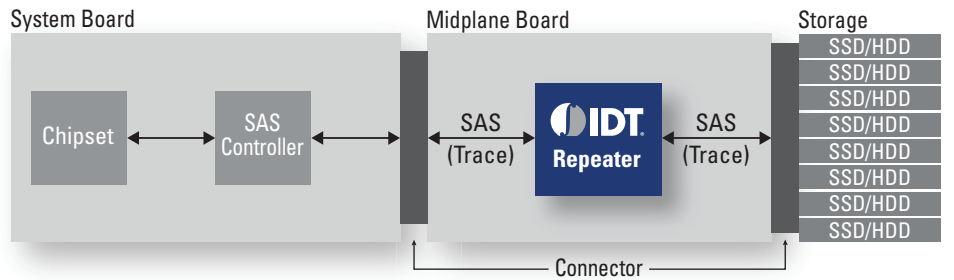 System Board
Midplane Board
Storage
Chipset
SAS
Controller
SAS
(Trace)
IDT.
Repeater
SAS
(Trace)
SSD/HDD
SSD/HDD
SSD/HDD
SSD/HDD
SSD/HDD
SSD/HDD
SSD/HDD
SSD/HDD
Connector